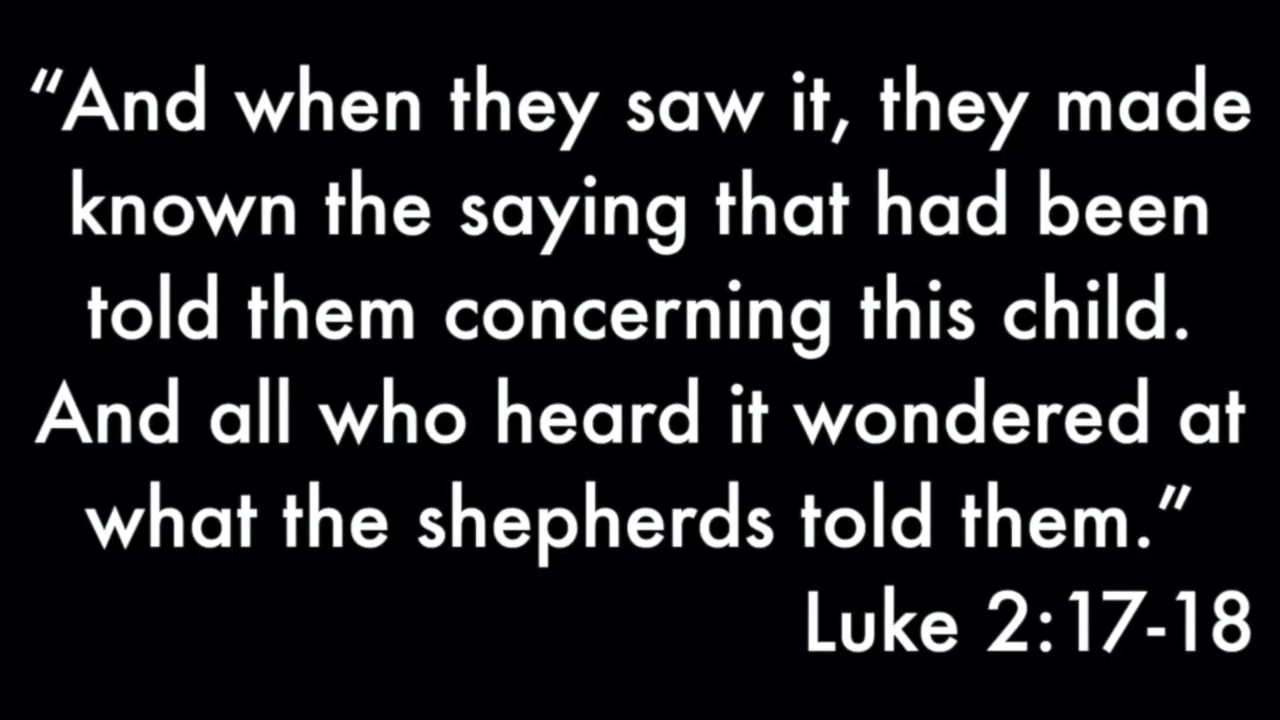 “And when they saw it, they made
known the saying that had been
told them concerning this child.
And all who heard it wondered at
what the shepherds told them.”
Luke 2:17-18